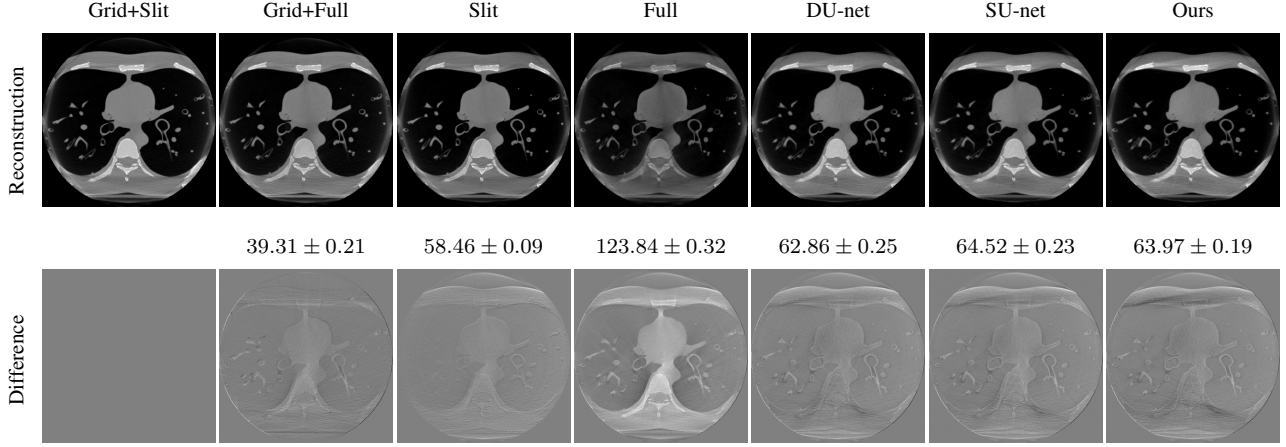 Grid+Slit Grid+Full Slit Full DU-net SU-net Ours
Reconstruction
39.31 ± 0.21 58.46 ± 0.09 123.84 ± 0.32 62.86 ± 0.25 64.52 ± 0.23 63.97 ± 0.19
Difference